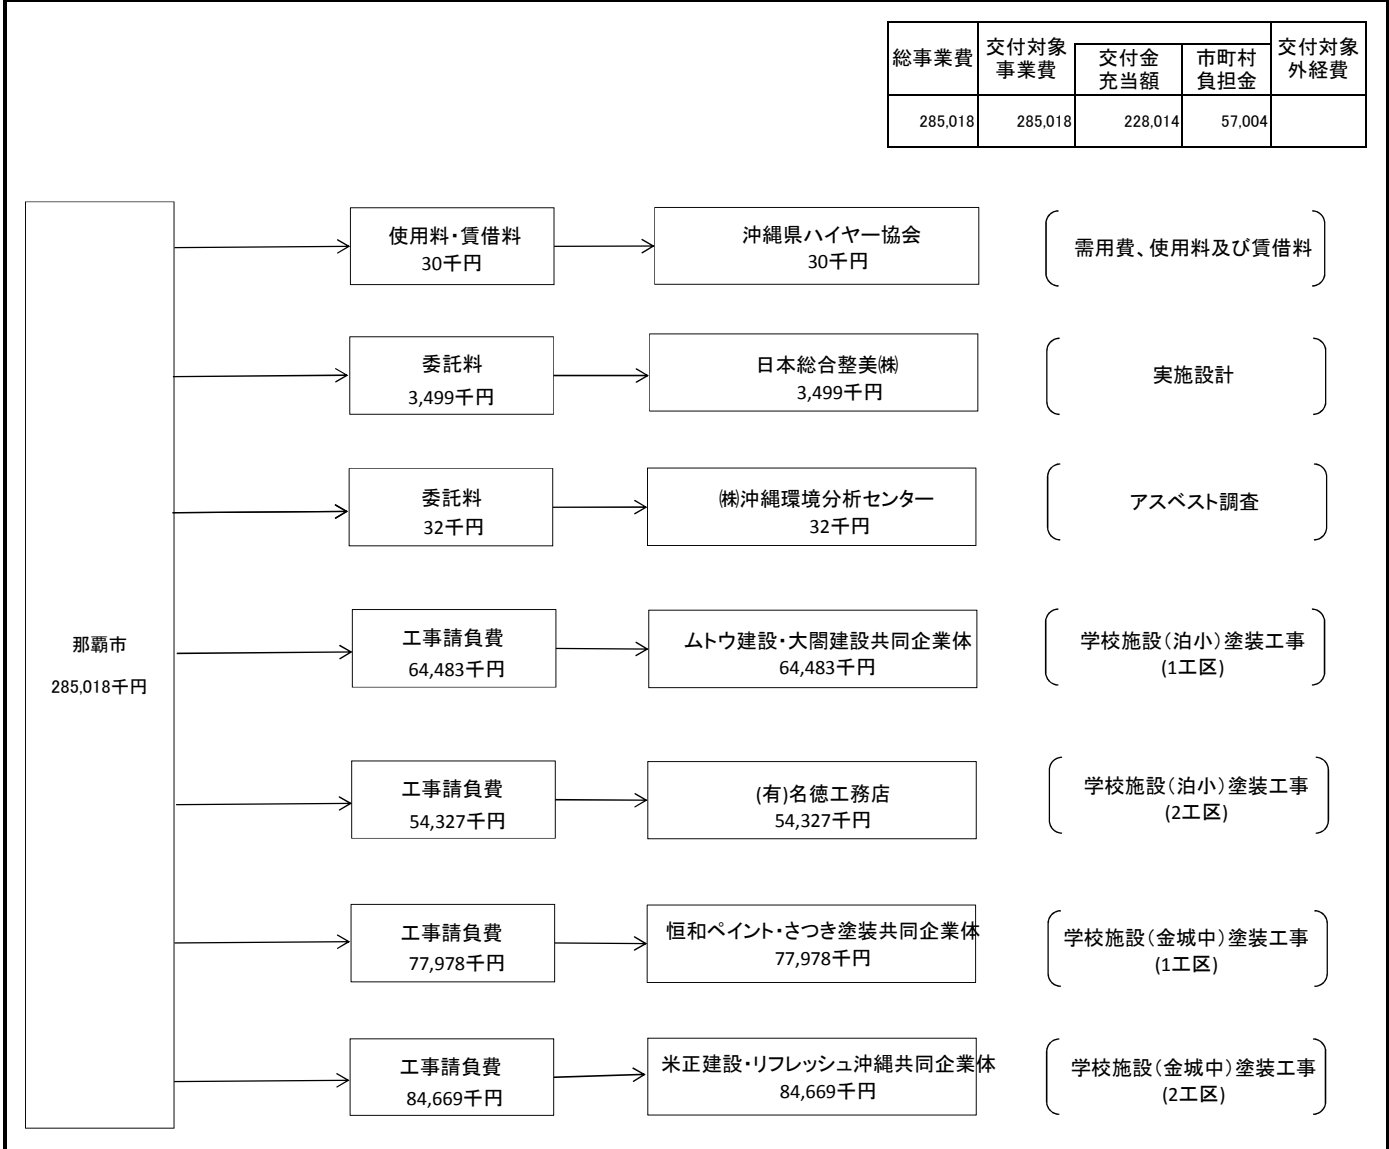 総事業費
交付対象
事業費
交付金
充当額
市町村
負担金
交付対象
外経費
285,018
285,018
228,014
57,004
那覇市
285,018千円
使用料・賃借料
30千円
沖縄県ハイヤー協会
30千円
需用費、使用料及び賃借料
委託料
3,499千円
日本総合整美㈱
3,499千円
実施設計
委託料
32千円
㈱沖縄環境分析センター
32千円
アスベスト調査
工事請負費
64,483千円
ムトウ建設・大閣建設共同企業体
64,483千円
学校施設(泊小)塗装工事
(1工区)
工事請負費
54,327千円
(有)名徳工務店
54,327千円
学校施設(泊小)塗装工事
(2工区)
工事請負費
77,978千円
恒和ペイント・さつき塗装共同企業体
77,978千円
学校施設(金城中)塗装工事
(1工区)
工事請負費
84,669千円
米正建設・リフレッシュ沖縄共同企業体
84,669千円
学校施設(金城中)塗装工事
(2工区)